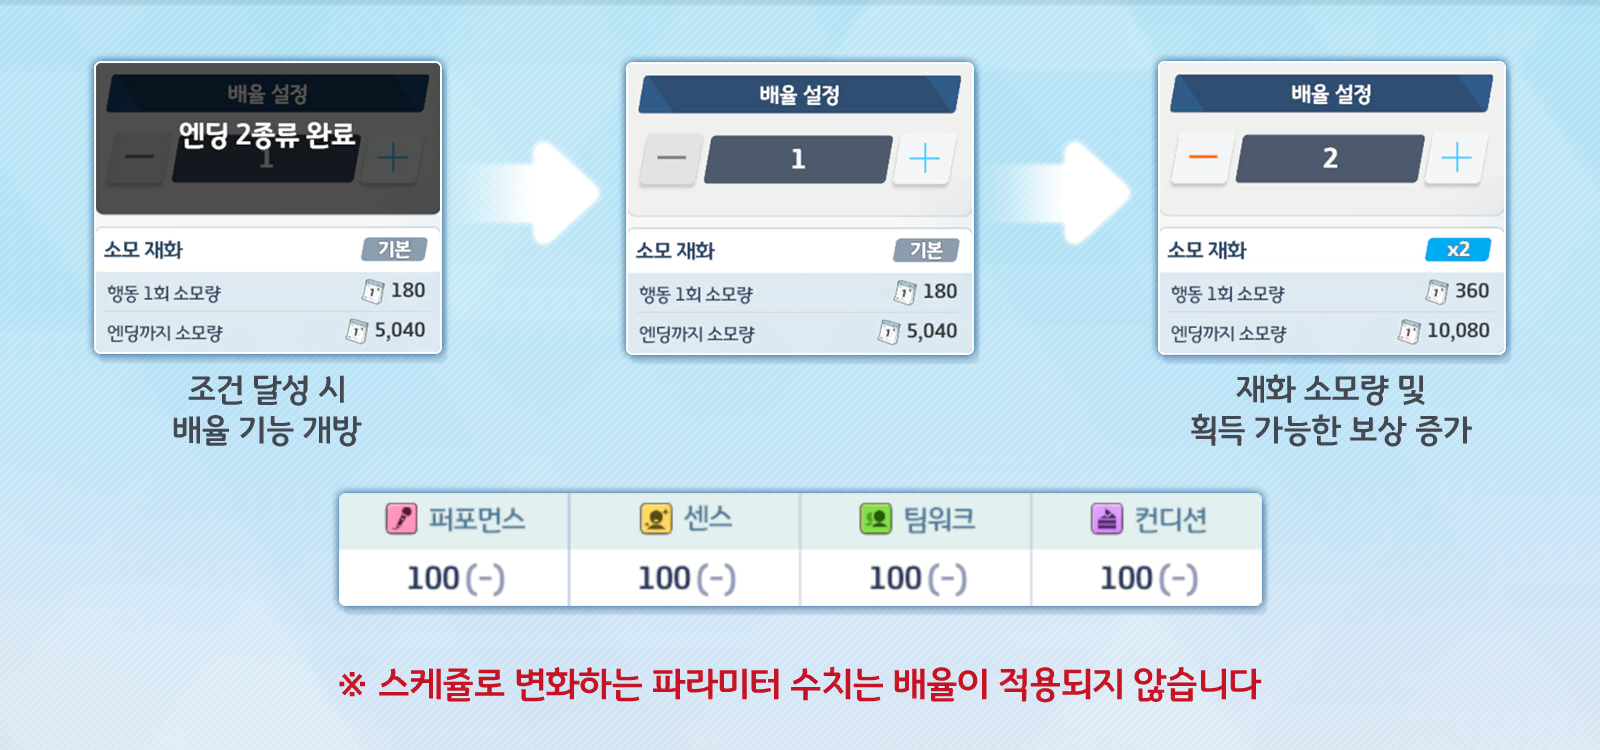 배율 설정
엔딩 2종류 완료
1
소모 재화 기본
행동 1회 소모량 180
엔딩까지 소모량 5,040
조건 달성 시
배율 기능 개방
배율 설정
1
소모 재화 기본
행동 1회 소모량 180
엔딩까지 소모량 5,040
배율 설정
2
소모 재화 x2
행동 1회 소모량 360
엔딩까지 소모량 10,080
재화 소모량 및
획득 가능한 보상 증가
퍼포먼스 센스 팀워크 컨디션
100 (-) 100 (-) 100 (-) 100 (-)
※ 스케쥴로 변화하는 파라미터 수치는 배율이 적용되지 않습니다